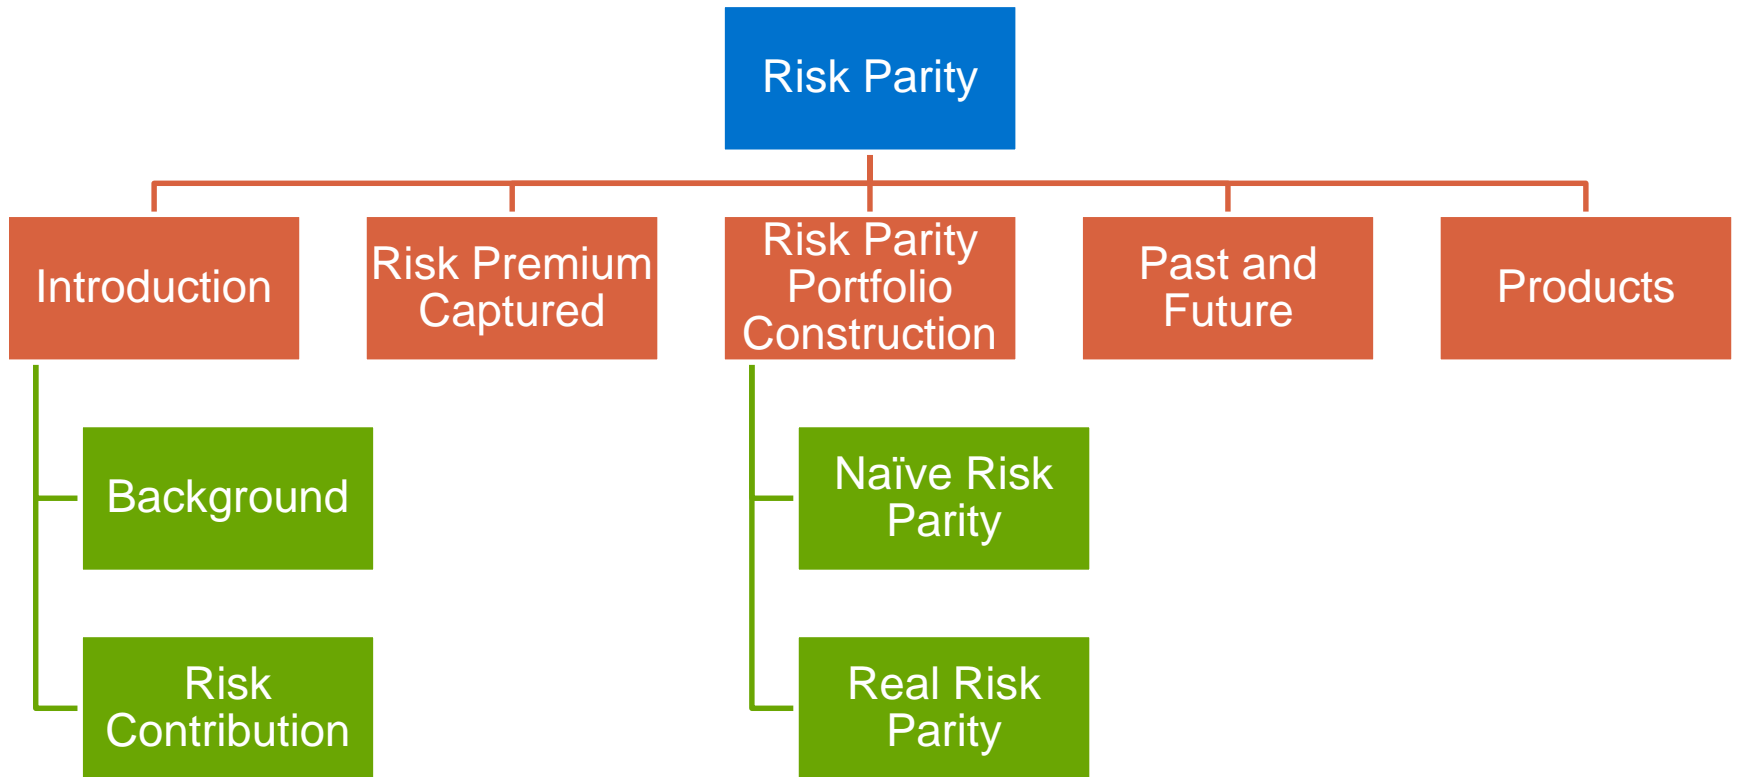 Risk Parity
Introduction
Risk Premium
Captured
Risk Parity
Portfolio
Construction
Past and
Future
Products
Background
Naïve Risk
Parity
Risk
Contribution
Real Risk
Parity